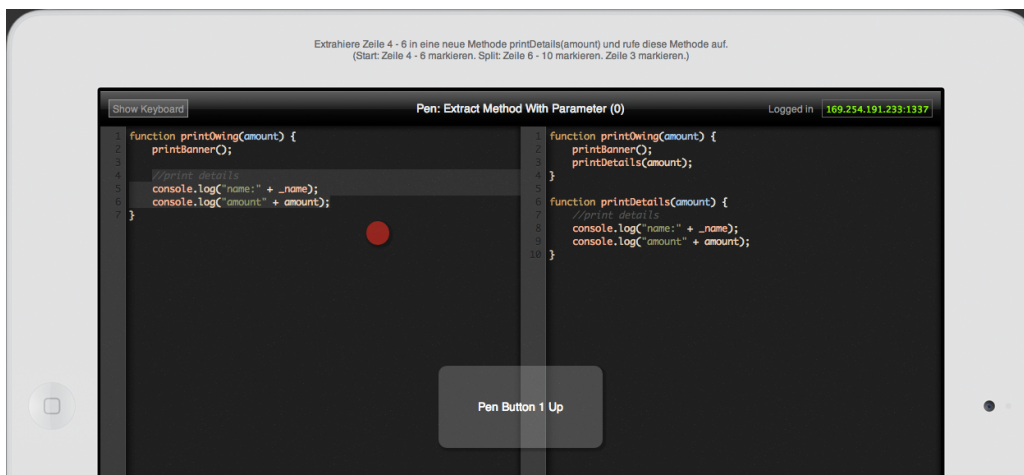 Extrahiere Zeile 4 - 6 in eine neue Methode printDetails(amount) und rufe diese Methode auf.
(Start: Zeile 4 - 6 markieren. Split: Zeile 6 - 10 markieren. Zeile 3 markieren.)
Show Keyboard
Pen: Extract Method With Parameter (0)
Logged in
169.254.191.233:1337
1 function printOwing(amount) {
2 printBanner();
3
4 //print details
5 console.log("name:" + _name);
6 console.log("amount" + amount);
7 }
1 function printOwing(amount) {
2 printBanner();
3 printDetails(amount);
4 }
5
6 function printDetails(amount) {
7 //print details
8 console.log("name:" + _name);
9 console.log("amount" + amount);
10 }
Pen Button 1 Up